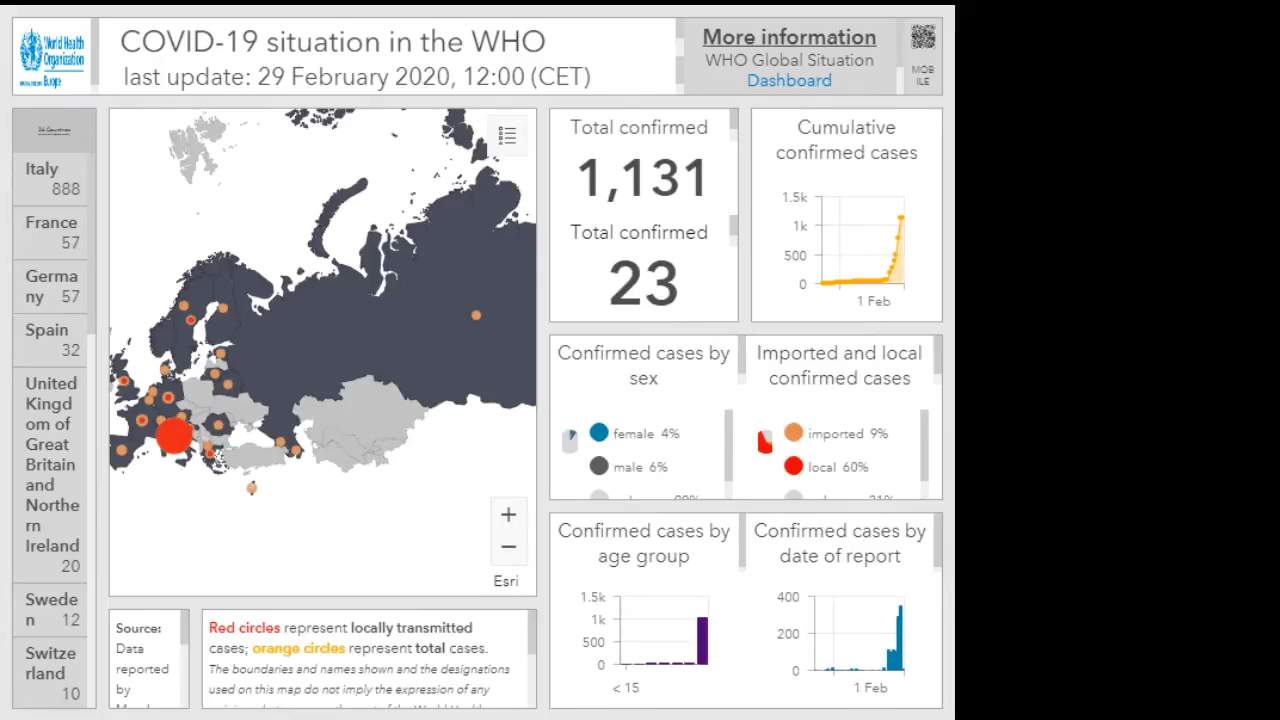 World Health
Organization
Europe
COVID-19 situation in the WHO
last update: 29 February 2020, 12:00 (CET)
More information
WHO Global Situation
Dashboard
MOB
ILE
Italy
888
France
57
Germa
ny 57
Spain
32
United
Kingd
om of
Great
Britain
and
Northe
rn
Ireland
20
Swede
n 12
Switze
rland
10
Esri
Source:
Data
reported
by
Red circles represent locally transmitted
cases; orange circles represent total cases.
The boundaries and names shown and the designations
used on this map do not imply the expression of any
Total confirmed
1,131
Total confirmed
23
Cumulative
confirmed cases
1.5k
1k
500
0
1 Feb
Confirmed cases by
sex
female 4%
male 6%
Imported and local
confirmed cases
imported 9%
local 60%
Confirmed cases by
age group
1.5k
1k
500
0
< 15
Confirmed cases by
date of report
400
200
0
1 Feb